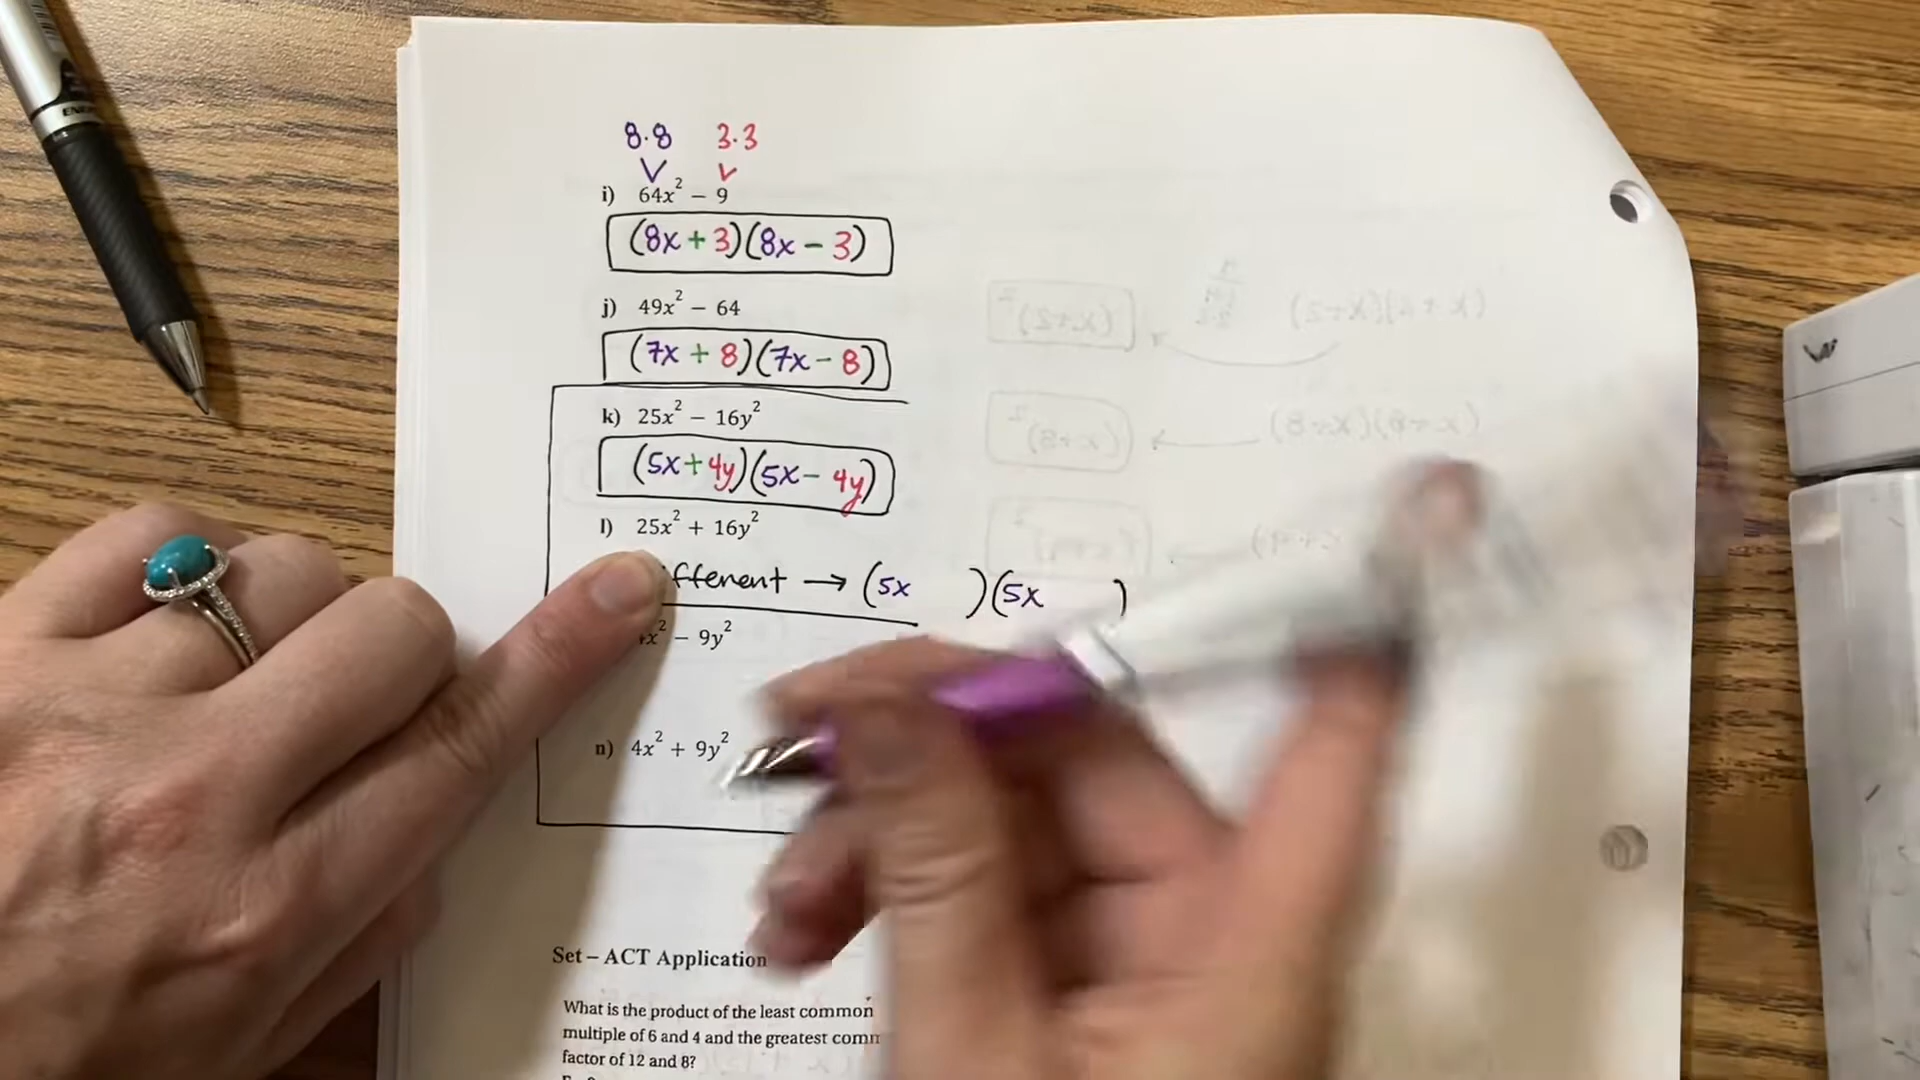 8·8 3·3
i) 64x² − 9
(8x + 3)(8x − 3)
j) 49x² − 64
(7x + 8)(7x − 8)
k) 25x² − 16y²
(5x + 4y)(5x − 4y)
l) 25x² + 16y²
→ (5x )(5x )
x² − 9y²
n) 4x² + 9y²
Set – ACT Application
What is the product of the least common
multiple of 6 and 4 and the greatest
factor of 12 and 8?